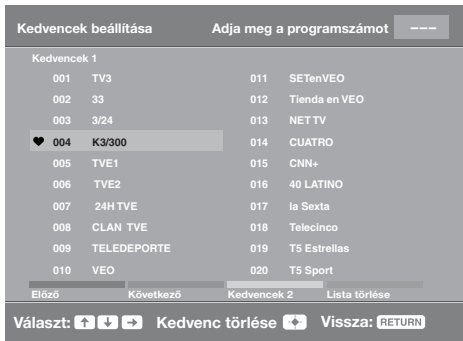 Kedvencek beállítása Adja meg a programszámot ---
Kedvencek 1
001 TV3 011 SETenVEO
002 33 012 Tienda en VEO
003 3/24 013 NET TV
004 K3/300 014 CUATRO
005 TVE1 015 CNN+
006 TVE2 016 40 LATINO
007 24H TVE 017 la Sexta
008 CLAN TVE 018 Telecinco
009 TELEDEPORTE 019 T5 Estrellas
010 VEO 020 T5 Sport
Előző Következő Kedvencek 2 Lista törlése
Választ: Kedvenc törlése Vissza: RETURN